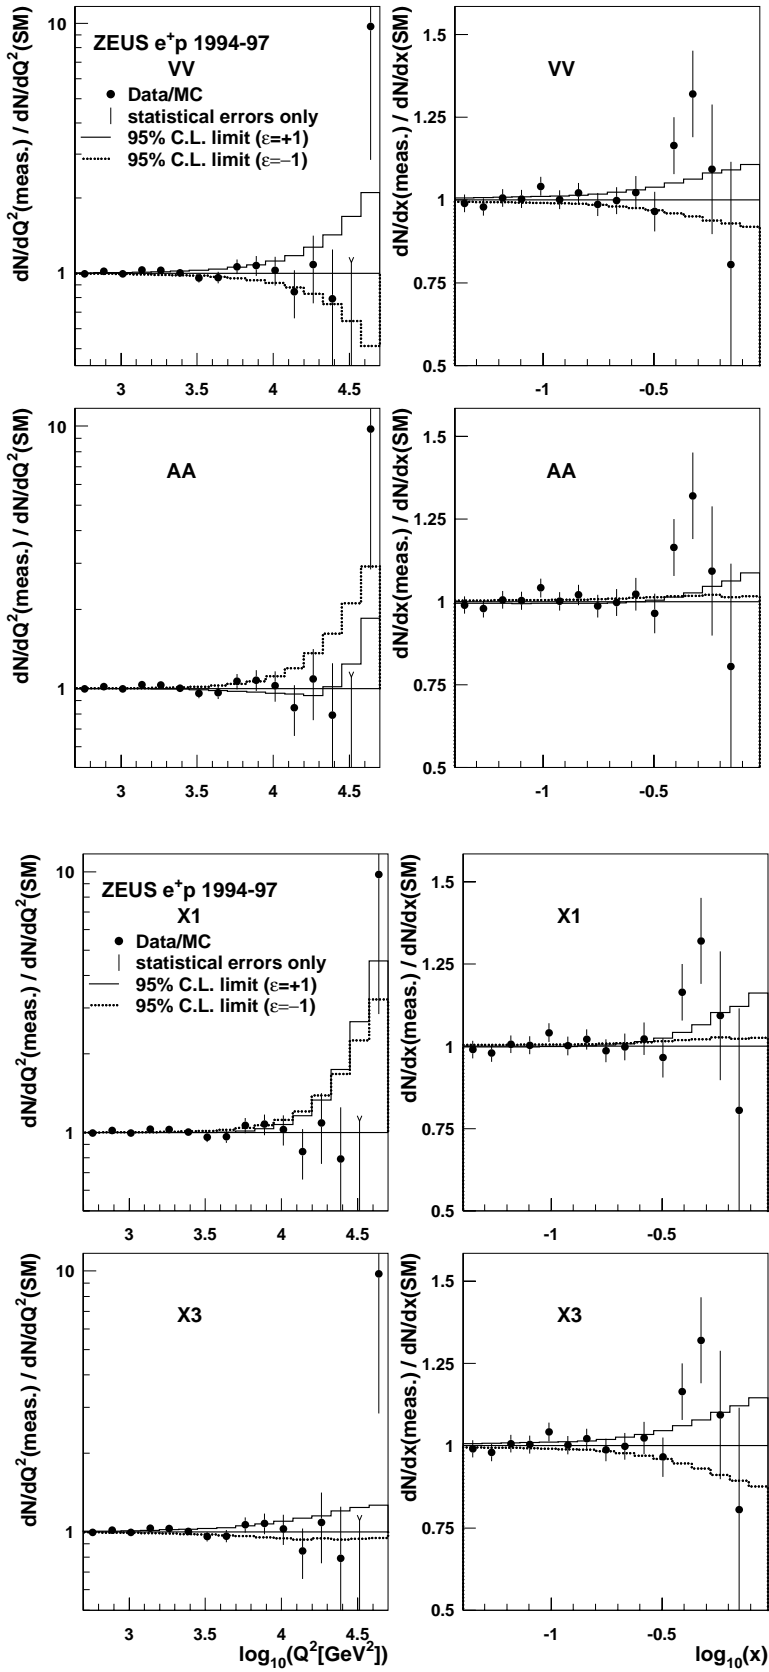 dN/dQ²(meas.) / dN/dQ²(SM)
10
1
ZEUS e⁺p 1994-97
VV
Data/MC
statistical errors only
95% C.L. limit (ε=+1)
95% C.L. limit (ε=−1)
3 3.5 4 4.5
dN/dx(meas.) / dN/dx(SM)
1.5
1.25
1
0.75
0.5
VV
-1 -0.5
dN/dQ²(meas.) / dN/dQ²(SM)
10
1
AA
3 3.5 4 4.5
dN/dx(meas.) / dN/dx(SM)
1.5
1.25
1
0.75
0.5
AA
-1 -0.5
dN/dQ²(meas.) / dN/dQ²(SM)
10
1
ZEUS e⁺p 1994-97
X1
Data/MC
statistical errors only
95% C.L. limit (ε=+1)
95% C.L. limit (ε=−1)
3 3.5 4 4.5
dN/dx(meas.) / dN/dx(SM)
1.5
1.25
1
0.75
0.5
X1
-1 -0.5
dN/dQ²(meas.) / dN/dQ²(SM)
10
1
X3
3 3.5 4 4.5
log₁₀(Q²[GeV²])
dN/dx(meas.) / dN/dx(SM)
1.5
1.25
1
0.75
0.5
X3
-1 -0.5
log₁₀(x)